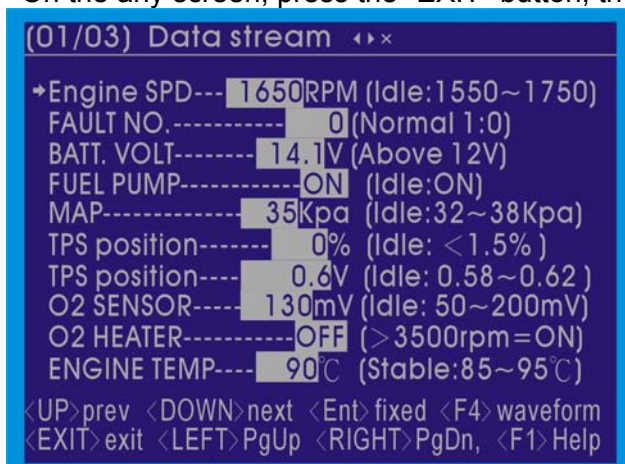 On the any screen, press the "EXIT" button, th
(01/03) Data stream ◂▸×
➔Engine SPD--- 1650RPM (Idle:1550~1750)
FAULT NO.----------- 0 (Normal 1:0)
BATT. VOLT-------- 14.1V (Above 12V)
FUEL PUMP-----------ON (Idle:ON)
MAP------------- 35Kpa (Idle:32~38Kpa)
TPS position------- 0% (Idle: <1.5% )
TPS position---- 0.6V (Idle: 0.58~0.62 )
O2 SENSOR----- 130mV (Idle: 50~200mV)
O2 HEATER-----------OFF (>3500rpm=ON)
ENGINE TEMP---- 90℃ (Stable:85~95℃)
<UP>prev <DOWN>next <Ent>fixed <F4>waveform
<EXIT>exit <LEFT>PgUp <RIGHT>PgDn, <F1>Help